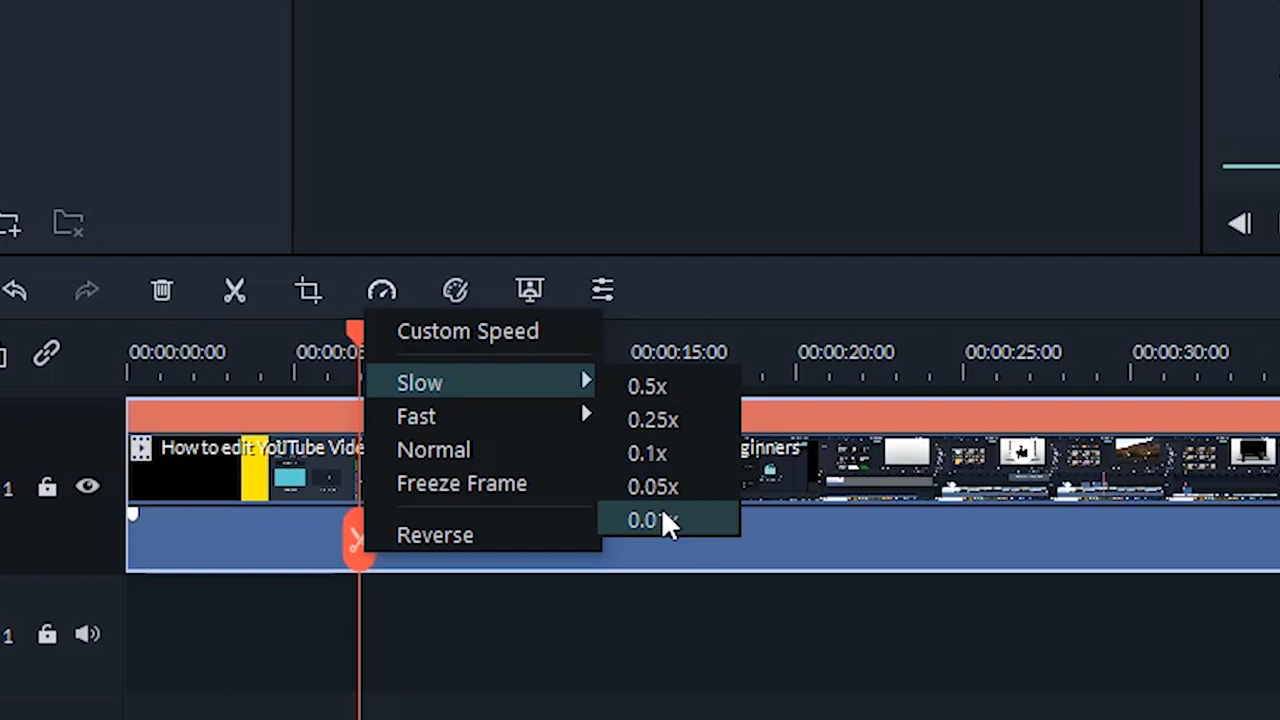 Custom Speed
00:00:00:00
00:00:15:00
00:00:20:00
00:00:25:00
00:00:30:00
Slow
0.5x
Fast
0.25x
Normal
0.1x
How to edit YouTube Vide
ginners
Freeze Frame
0.05x
1
Reverse
1